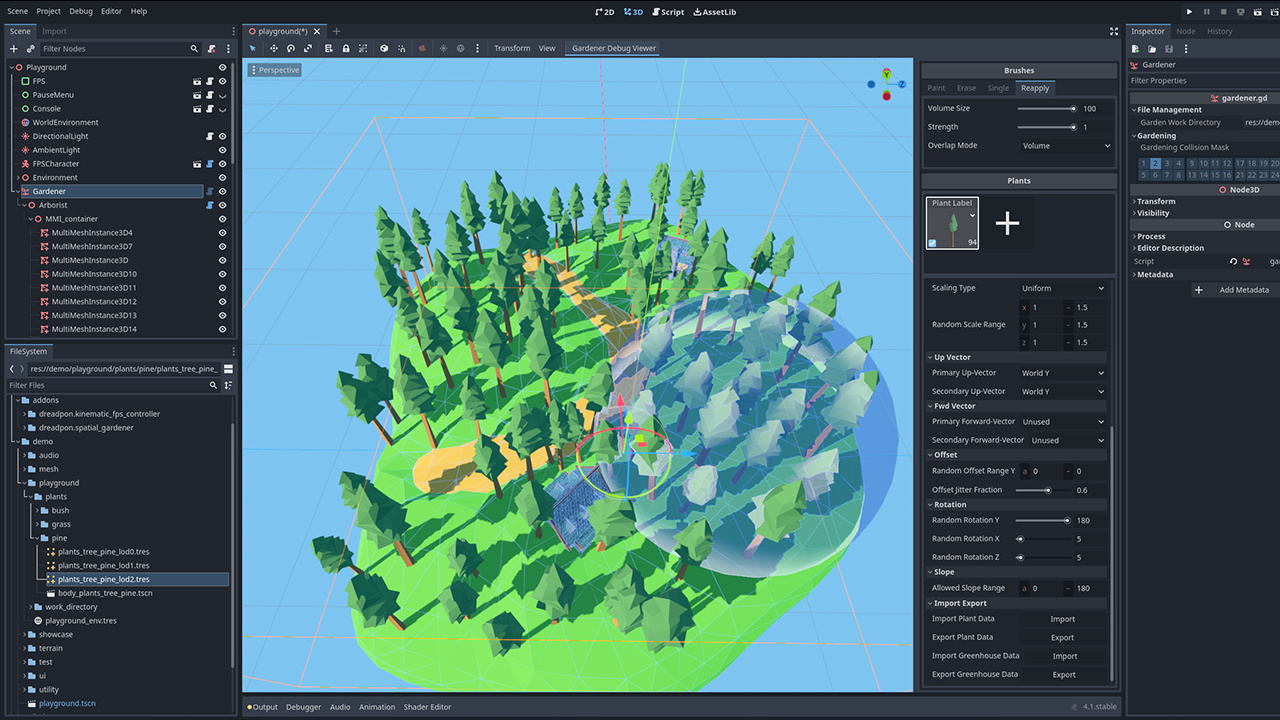 Scene Project Debug Editor Help
2D 3D Script AssetLib
Scene Import
Filter Nodes
Playground
FPS
PauseMenu
Console
WorldEnvironment
DirectionalLight
AmbientLight
FPSCharacter
Environment
Gardener
Arborist
MMI_container
MultiMeshInstance3D4
MultiMeshInstance3D7
MultiMeshInstance3D
MultiMeshInstance3D10
MultiMeshInstance3D11
MultiMeshInstance3D12
MultiMeshInstance3D13
MultiMeshInstance3D14
FileSystem
res://demo/playground/plants/pine/plants_tree_pine_
Filter Files
addons
dreadpon.kinematic_fps_controller
dreadpon.spatial_gardener
demo
audio
mesh
playground
plants
bush
grass
pine
plants_tree_pine_lod0.tres
plants_tree_pine_lod1.tres
plants_tree_pine_lod2.tres
body_plants_tree_pine.tscn
work_directory
playground_env.tres
showcase
terrain
test
ui
utility
playground.tscn
playground(*)
Transform View Gardener Debug Viewer
Perspective
Y
Z
Output Debugger Audio Animation Shader Editor
4.1.stable
Brushes
Paint Erase Single Reapply
Volume Size 100
Strength 1
Overlap Mode Volume
Plants
Plant Label
94
Scaling Type Uniform
x 1 – 1.5
Random Scale Range y 1 – 1.5
z 1 – 1.5
Up Vector
Primary Up-Vector World Y
Secondary Up-Vector World Y
Fwd Vector
Primary Forward-Vector Unused
Secondary Forward-Vector Unused
Offset
Random Offset Range Y a 0 – 0
Offset Jitter Fraction 0.6
Rotation
Random Rotation Y 180
Random Rotation X 5
Random Rotation Z 5
Slope
Allowed Slope Range a 0 – 180
Import Export
Import Plant Data Import
Export Plant Data Export
Import Greenhouse Data Import
Export Greenhouse Data Export
Inspector Node History
Gardener
Filter Properties
gardener.gd
File Management
Garden Work Directory res://dem
Gardening
Gardening Collision Mask
1 2 3 4 9 10 11 12 17 18 19 20
5 6 7 8 13 14 15 16 21 22 23 24
Node3D
Transform
Visibility
Node
Process
Editor Description
Script gar
Metadata
Add Metadata